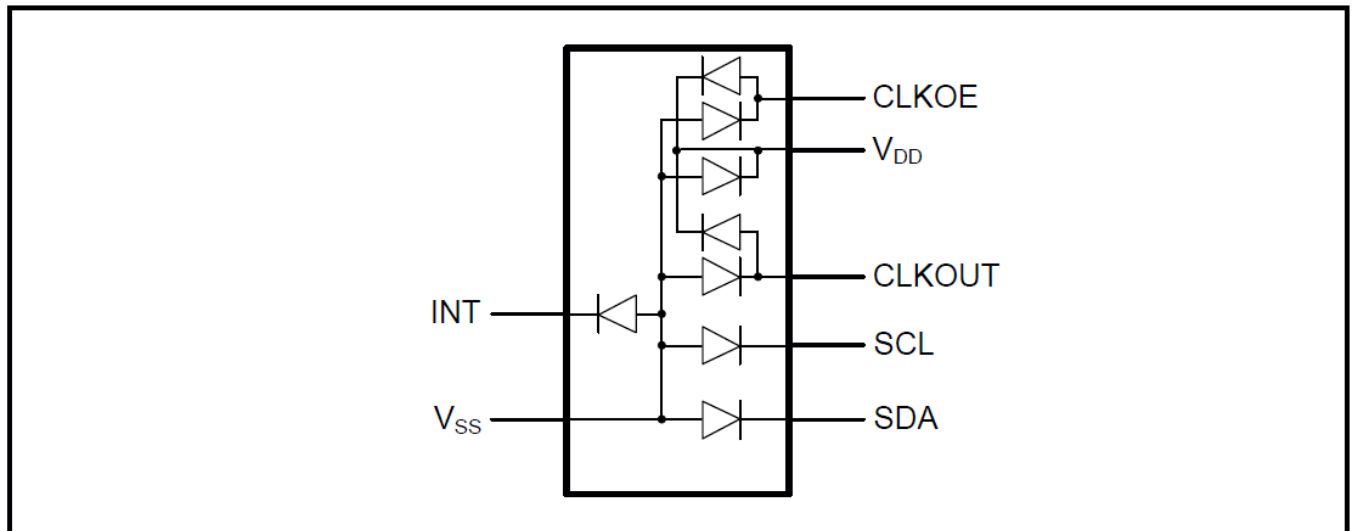 CLKOE
V_DD
CLKOUT
INT
SCL
V_SS
SDA